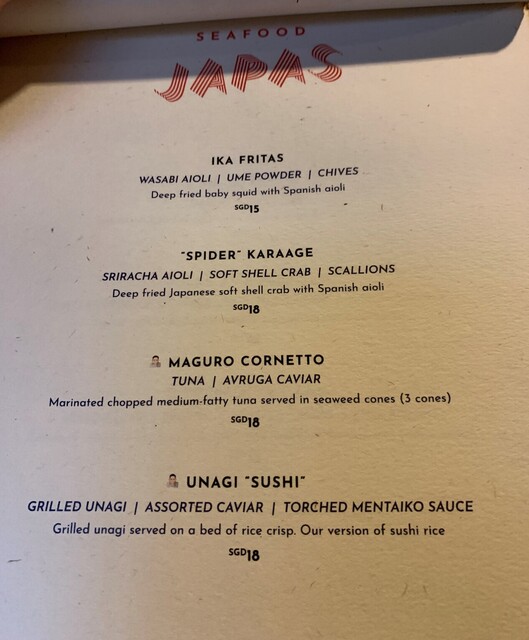 SEAFOOD
JAPAS
IKA FRITAS
WASABI AIOLI | UME POWDER | CHIVES
Deep fried baby squid with Spanish aioli
SGD15
"SPIDER" KARAAGE
SRIRACHA AIOLI | SOFT SHELL CRAB | SCALLIONS
Deep fried Japanese soft shell crab with Spanish aioli
SGD18
MAGURO CORNETTO
TUNA | AVRUGA CAVIAR
Marinated chopped medium-fatty tuna served in seaweed cones (3 cones)
SGD18
UNAGI "SUSHI"
GRILLED UNAGI | ASSORTED CAVIAR | TORCHED MENTAIKO SAUCE
Grilled unagi served on a bed of rice crisp. Our version of sushi rice
SGD18